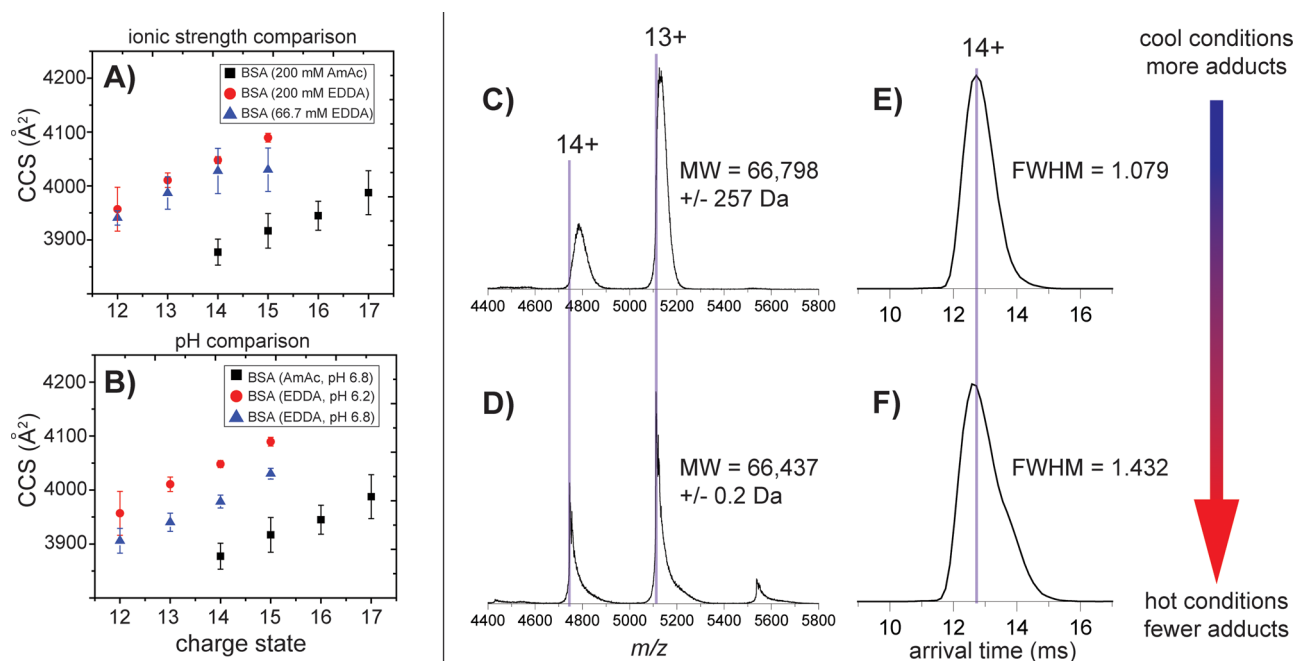 ionic strength comparison
A)
BSA (200 mM AmAc)
BSA (200 mM EDDA)
BSA (66.7 mM EDDA)
CCS (Å²)
4200
4100
4000
3900
12 13 14 15 16 17
pH comparison
B)
BSA (AmAc, pH 6.8)
BSA (EDDA, pH 6.2)
BSA (EDDA, pH 6.8)
CCS (Å²)
4200
4100
4000
3900
12 13 14 15 16 17
charge state
C)
14+
13+
MW = 66,798
+/- 257 Da
4400 4600 4800 5000 5200 5400 5600 5800
D)
MW = 66,437
+/- 0.2 Da
4400 4600 4800 5000 5200 5400 5600 5800
m/z
E)
14+
FWHM = 1.079
10 12 14 16
F)
FWHM = 1.432
10 12 14 16
arrival time (ms)
cool conditions
more adducts
hot conditions
fewer adducts